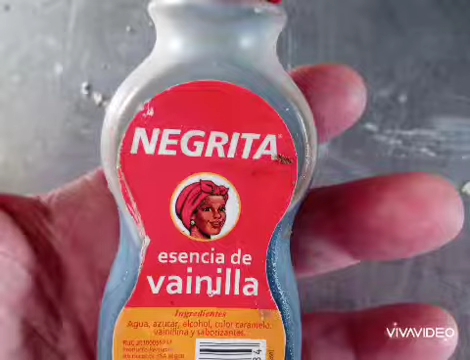 NEGRITA
esencia de
vainilla
Ingredientes
Agua, azúcar, alcohol, color caramelo,
vainillina y saborizantes.
VIVAVIDEO